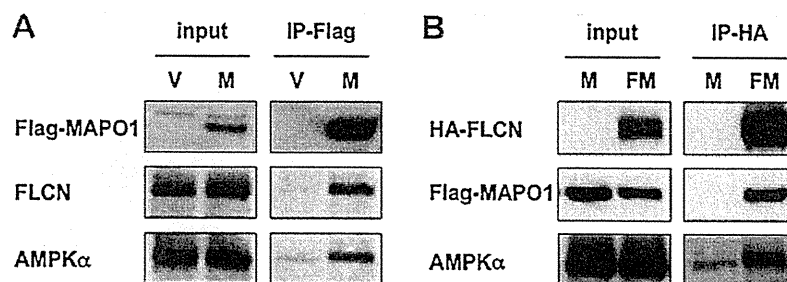 A input IP-Flag B input IP-HA
V M V M M FM M FM
Flag-MAPO1 HA-FLCN
FLCN Flag-MAPO1
AMPKα AMPKα